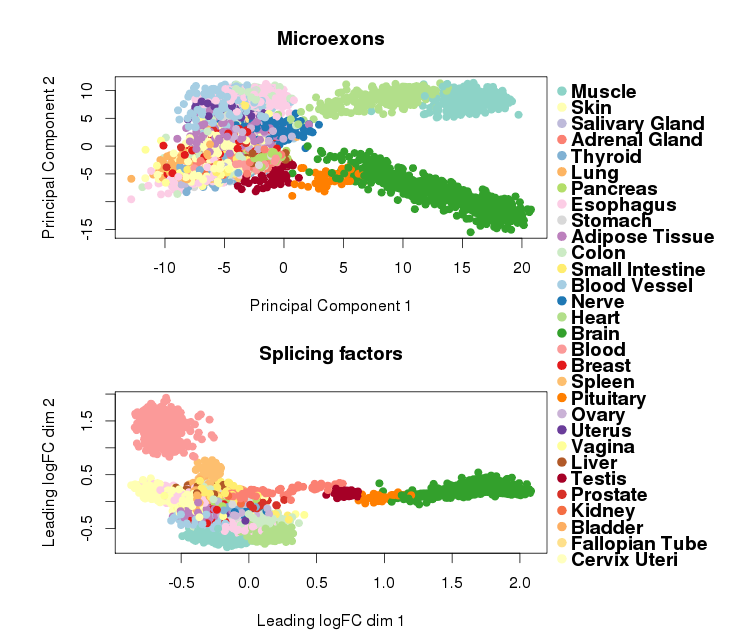 Microexons
Principal Component 2
10
5
0
-5
-15
-10
-5
0
5
10
15
20
Principal Component 1
Splicing factors
Leading logFC dim 2
1.5
0.5
-0.5
-0.5
0.0
0.5
1.0
1.5
2.0
Leading logFC dim 1
Muscle
Skin
Salivary Gland
Adrenal Gland
Thyroid
Lung
Pancreas
Esophagus
Stomach
Adipose Tissue
Colon
Small Intestine
Blood Vessel
Nerve
Heart
Brain
Blood
Breast
Spleen
Pituitary
Ovary
Uterus
Vagina
Liver
Testis
Prostate
Kidney
Bladder
Fallopian Tube
Cervix Uteri